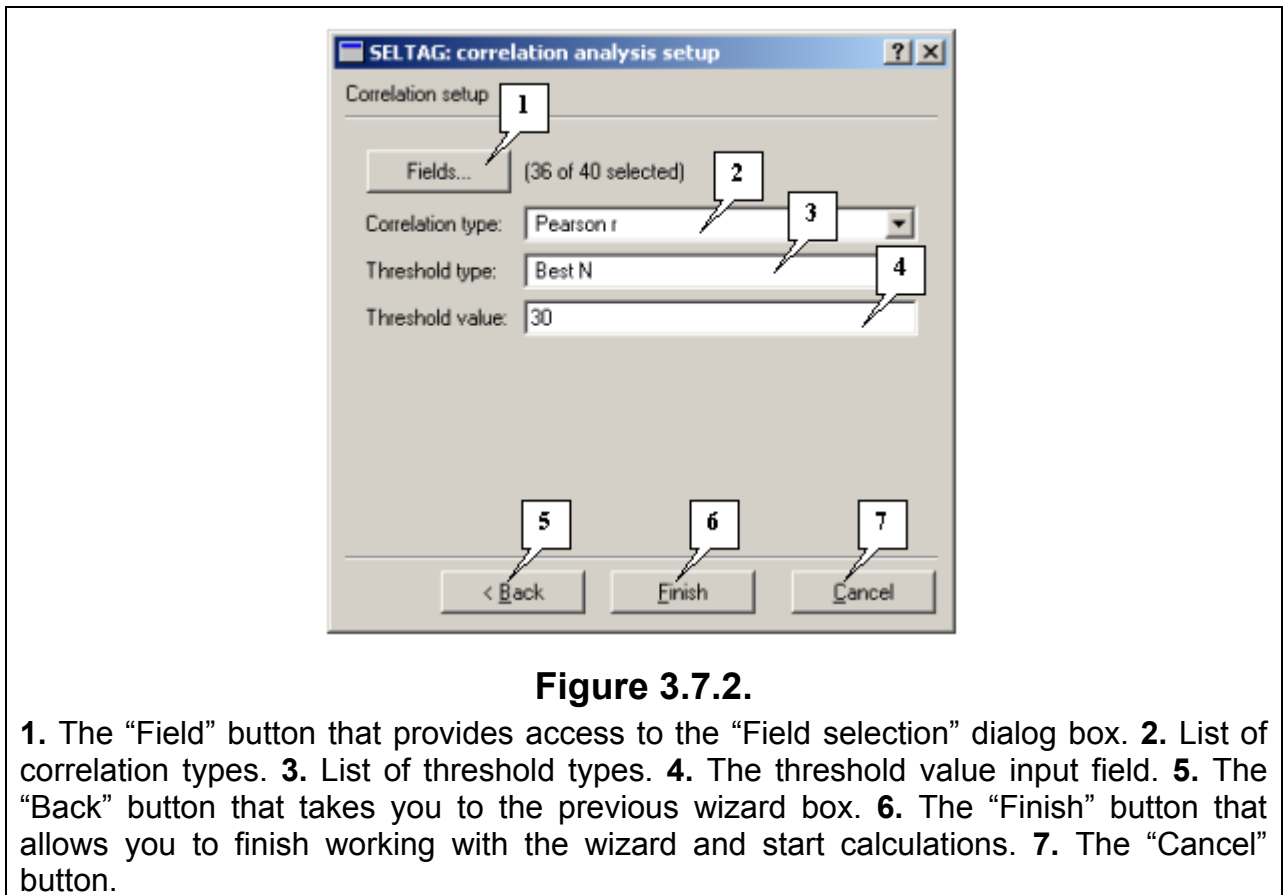 SELTAG: correlation analysis setup
Correlation setup
1
Fields...
(36 of 40 selected)
2
Correlation type:
Pearson r
3
Threshold type:
Best N
4
Threshold value:
30
5
6
7
< Back
Finish
Cancel
Figure 3.7.2.
1. The “Field” button that provides access to the “Field selection” dialog box. 2. List of
correlation types. 3. List of threshold types. 4. The threshold value input field. 5. The
“Back” button that takes you to the previous wizard box. 6. The “Finish” button that
allows you to finish working with the wizard and start calculations. 7. The “Cancel”
button.